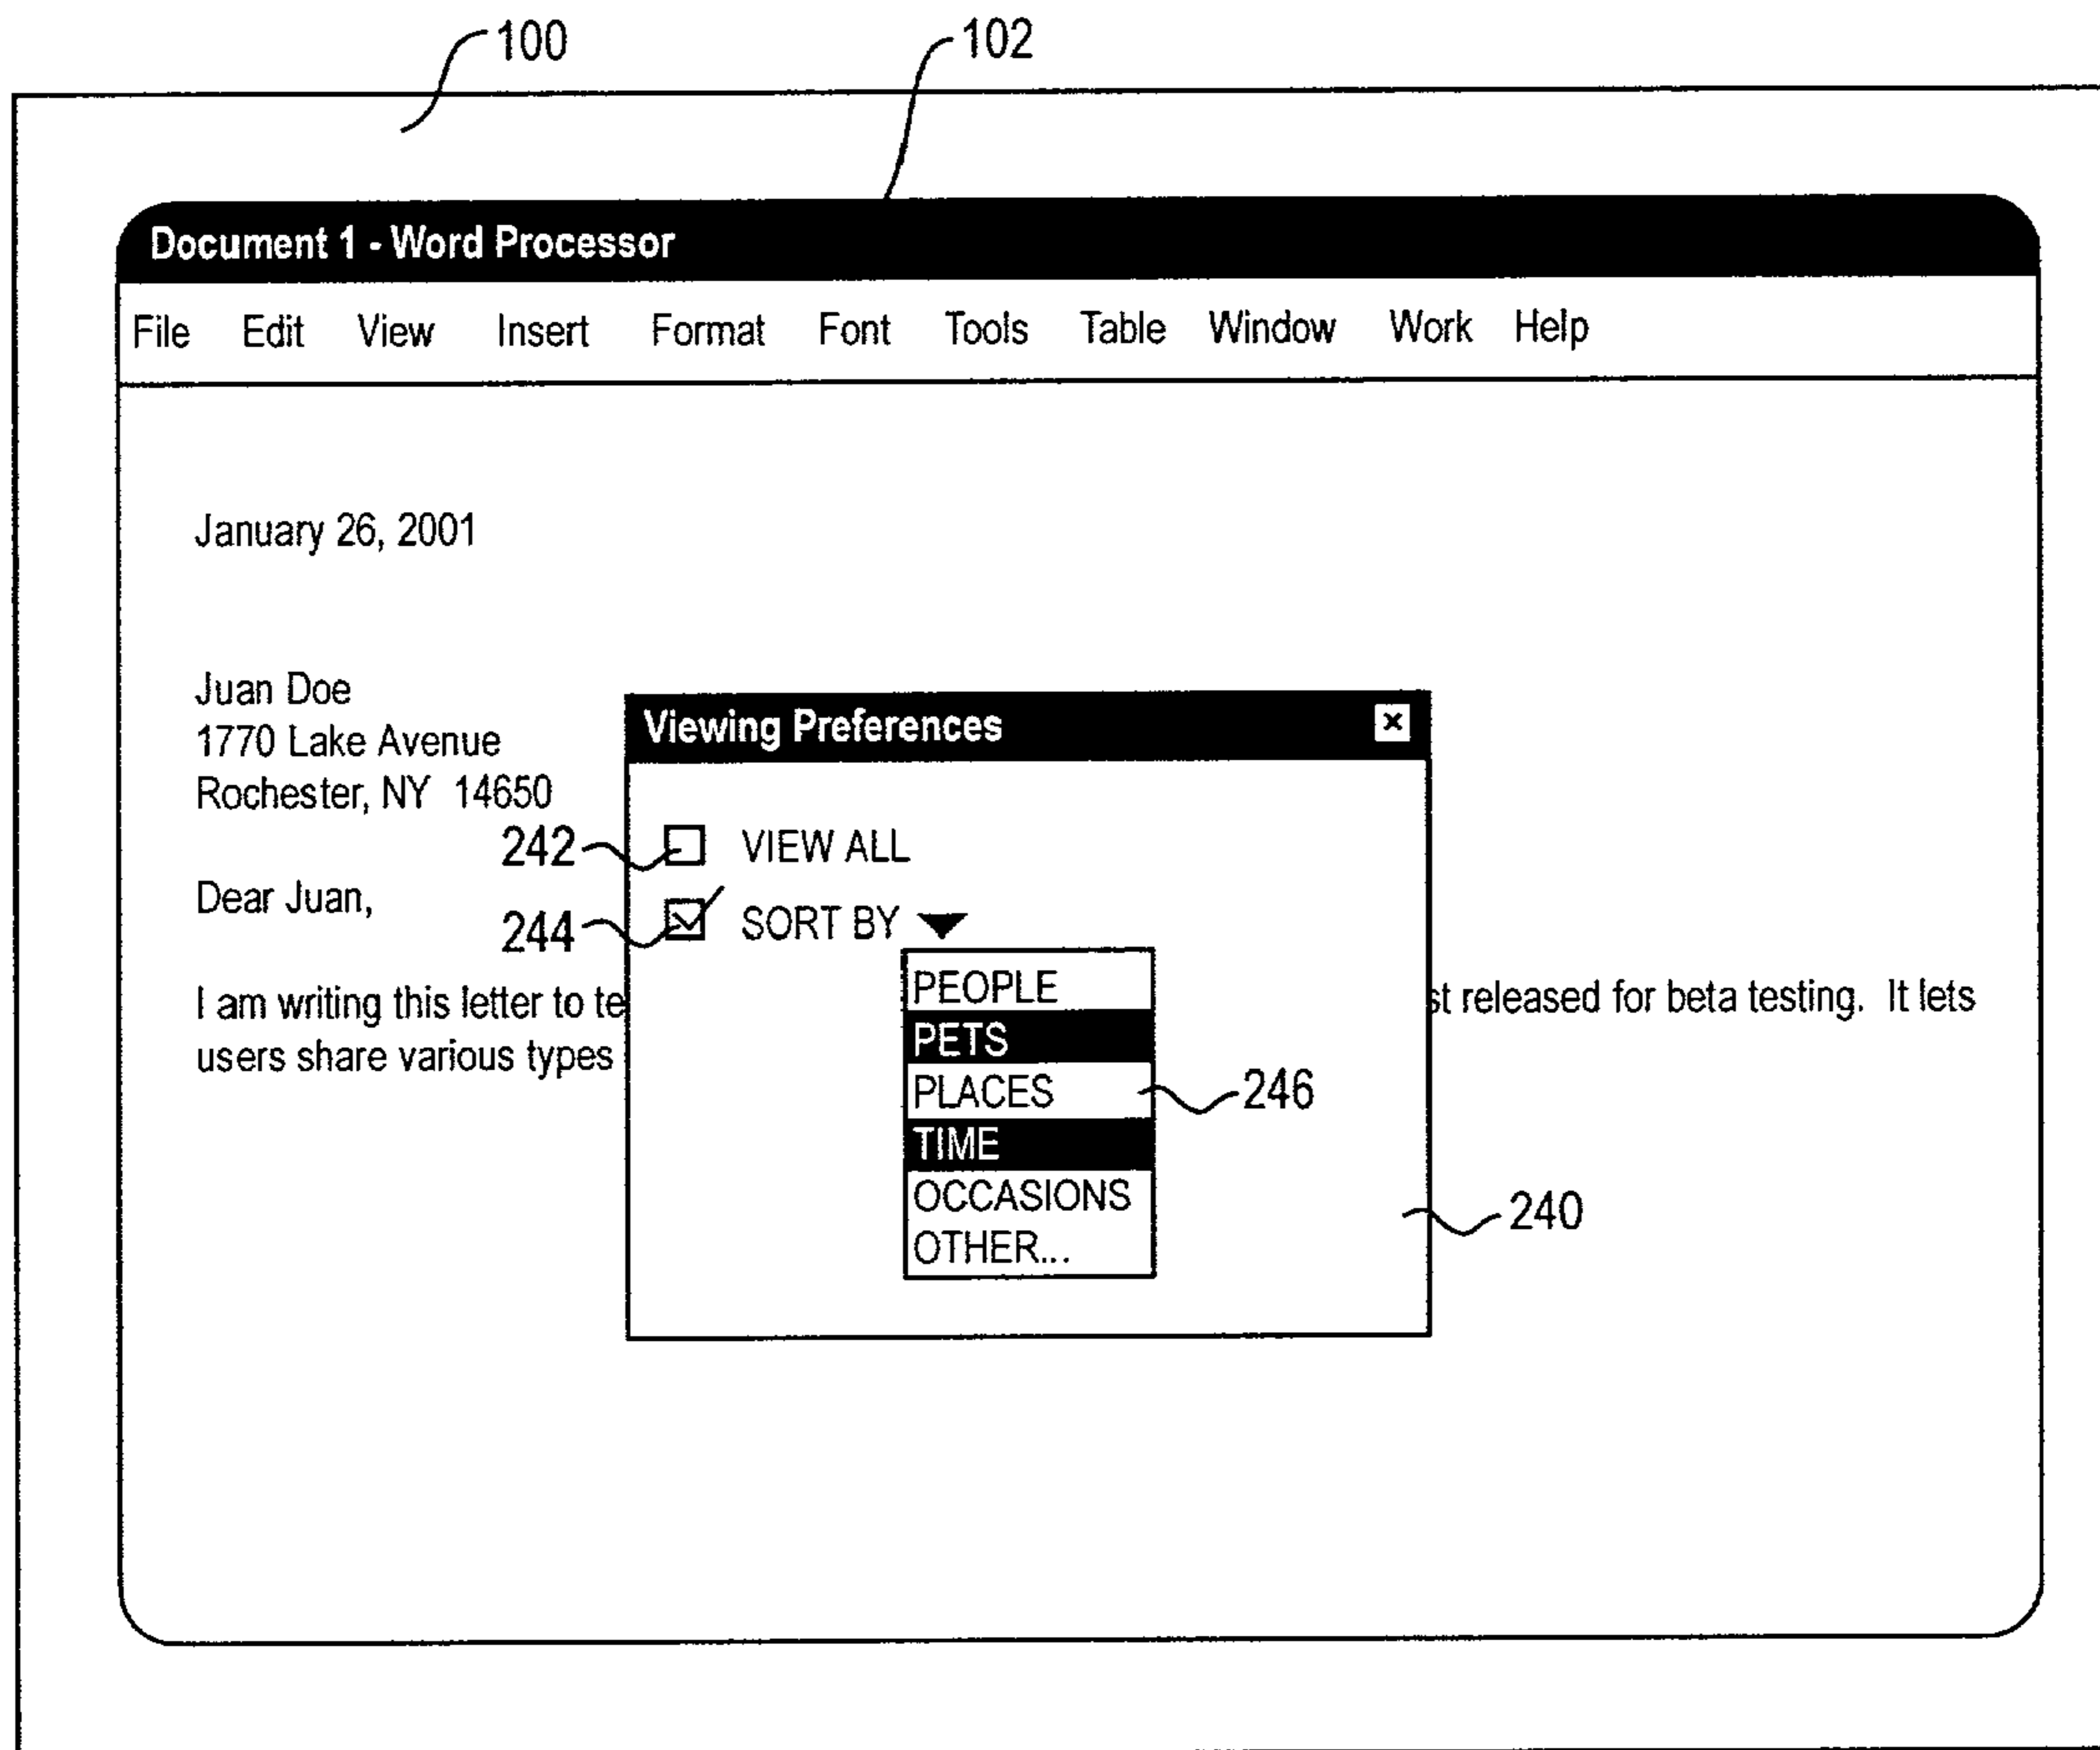 100
102
Document 1 - Word Processor
File Edit View Insert Format Font Tools Table Window Work Help
January 26, 2001
Juan Doe
1770 Lake Avenue
Rochester, NY 14650
Viewing Preferences
242 VIEW ALL
Dear Juan,
244 SORT BY
I am writing this letter to te
st released for beta testing. It lets
users share various types
PEOPLE
PETS
PLACES
246
TIME
OCCASIONS
240
OTHER...